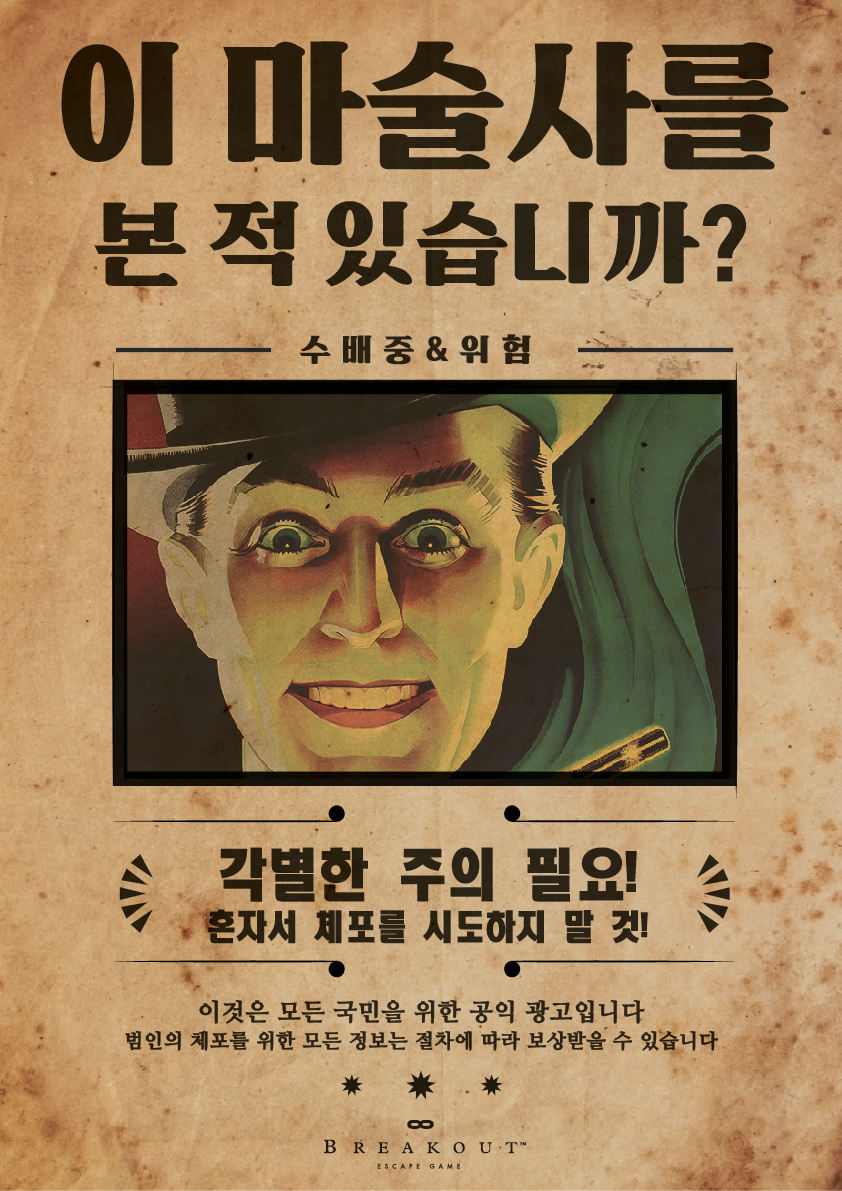 이 마술사를
본 적 있습니까?
수배중&위험
각별한 주의 필요!
혼자서 체포를 시도하지 말 것!
이것은 모든 국민을 위한 공익 광고입니다
범인의 체포를 위한 모든 정보는 절차에 따라 보상받을 수 있습니다
BREAKOUT™
ESCAPE GAME